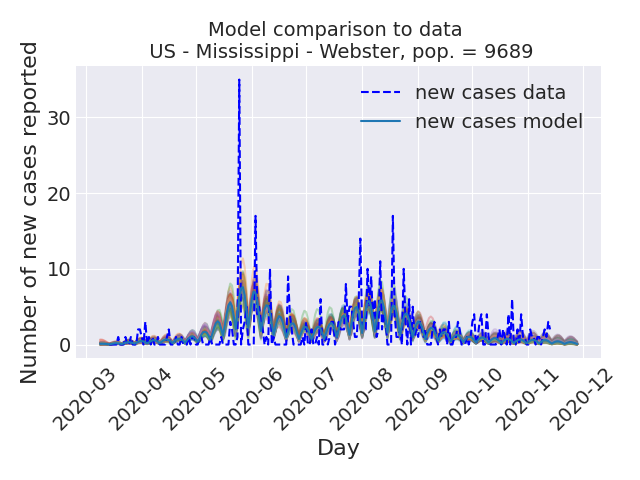 Model comparison to data
US - Mississippi - Webster, pop. = 9689
new cases data
new cases model
Number of new cases reported
30
20
10
0
2020-03
2020-04
2020-05
2020-06
2020-07
2020-08
2020-09
2020-10
2020-11
2020-12
Day